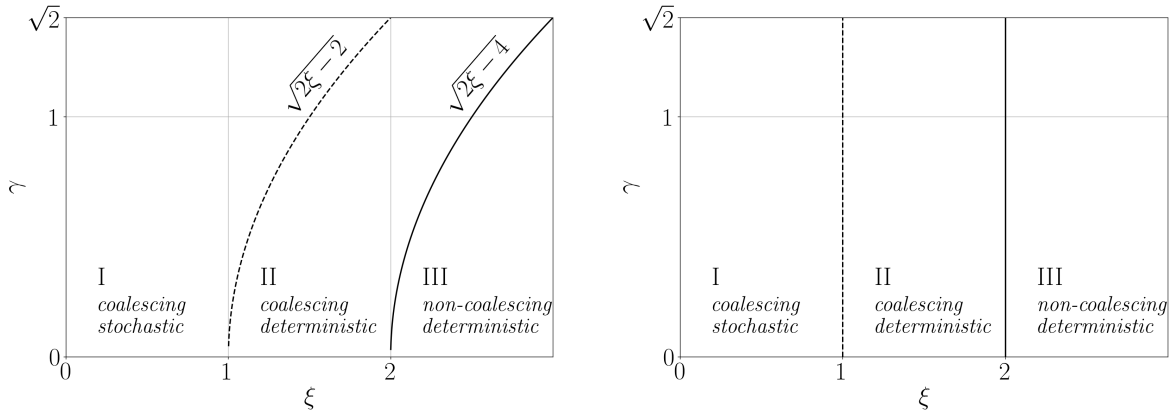 √2
1
0
γ
√2ξ − 2
√2ξ − 4
I
coalescing
stochastic
II
coalescing
deterministic
III
non-coalescing
deterministic
0
1
2
ξ
√2
1
0
γ
I
coalescing
stochastic
II
coalescing
deterministic
III
non-coalescing
deterministic
0
1
2
ξ